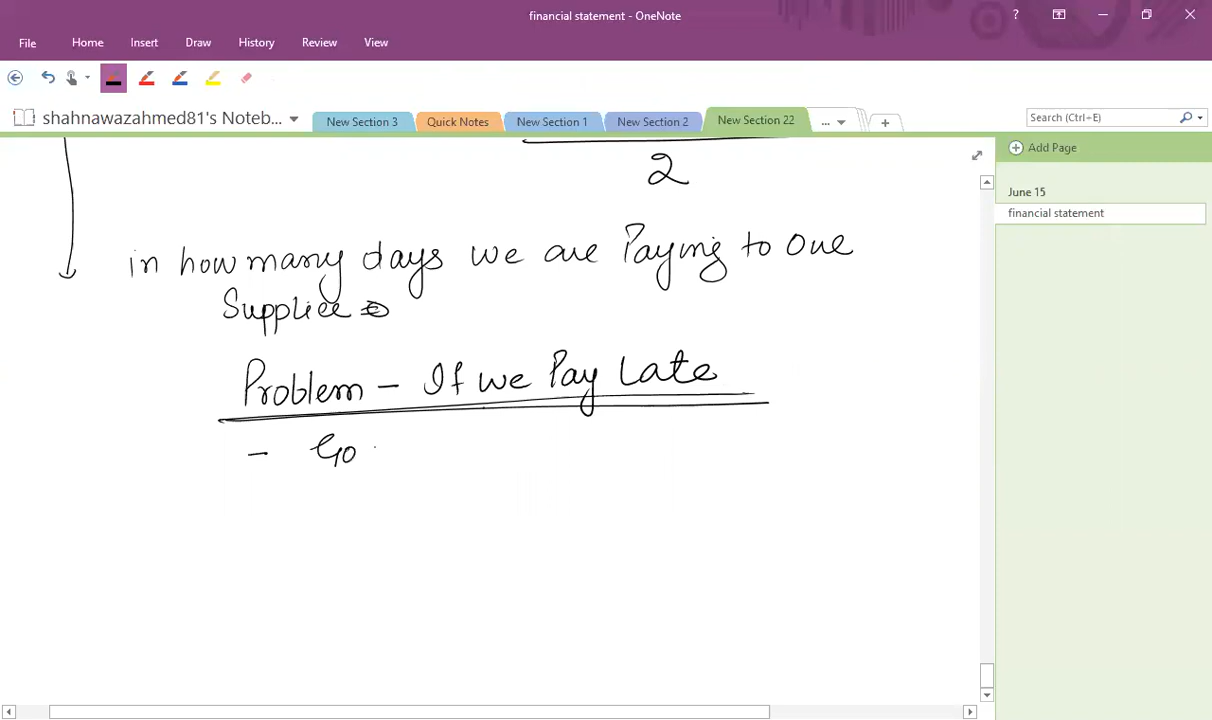 financial statement - OneNote
?
File Home Insert Draw History Review View
shahnawazahmed81's Noteb...
New Section 3 Quick Notes New Section 1 New Section 2 New Section 22 ...
Search (Ctrl+E)
Add Page
June 15
financial statement
2
in how many days we are Paying to One
Problem - If we Pay Late
- Go